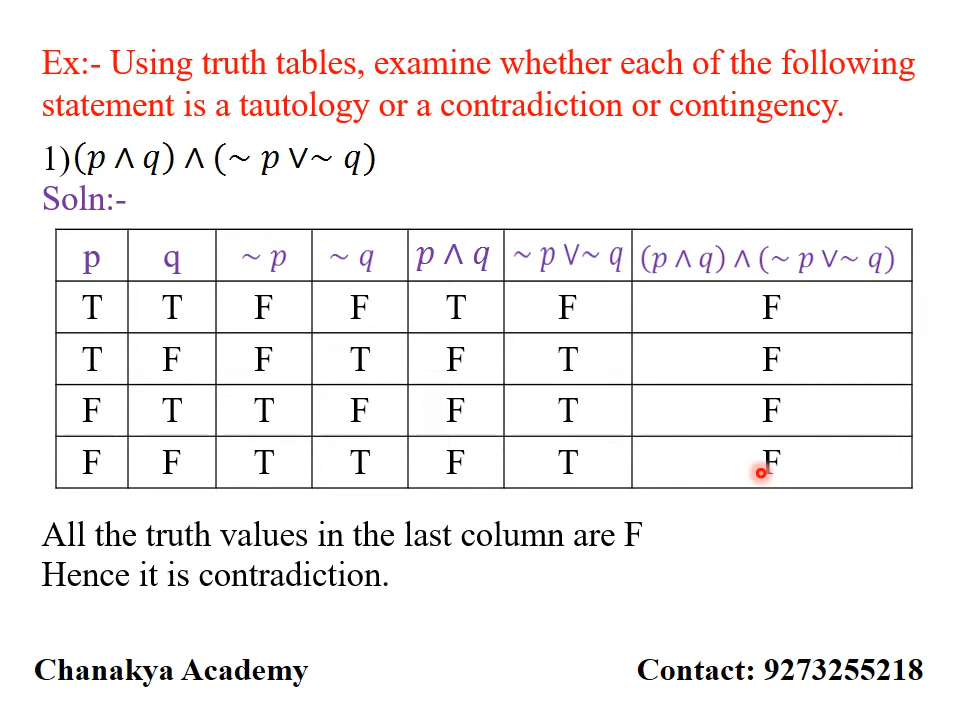 Ex:- Using truth tables, examine whether each of the following
statement is a tautology or a contradiction or contingency.
1)(p ∧ q) ∧ (~ p ∨~ q)
Soln:-
p q ~ p ~ q p ∧ q ~ p ∨~ q (p ∧ q) ∧ (~ p ∨~ q)
T T F F T F F
T F F T F T F
F T T F F T F
F F T T F T F
All the truth values in the last column are F
Hence it is contradiction.
Chanakya Academy Contact: 9273255218